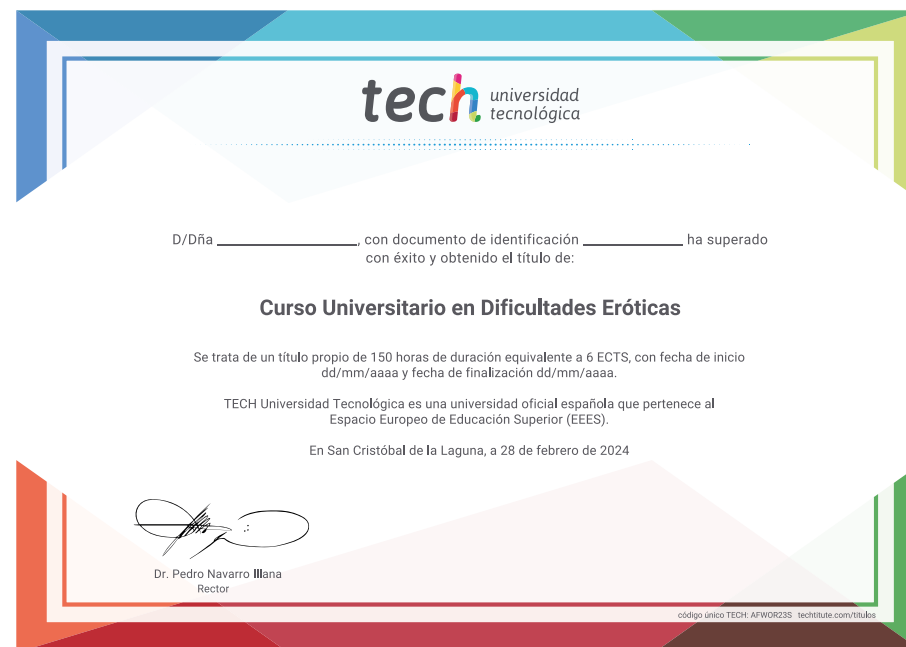 tech universidad
tecnológica
D/Dña ______________, con documento de identificación __________ ha superado
con éxito y obtenido el título de:
Curso Universitario en Dificultades Eróticas
Se trata de un título propio de 150 horas de duración equivalente a 6 ECTS, con fecha de inicio
dd/mm/aaaa y fecha de finalización dd/mm/aaaa.
TECH Universidad Tecnológica es una universidad oficial española que pertenece al
Espacio Europeo de Educación Superior (EEES).
En San Cristóbal de la Laguna, a 28 de febrero de 2024
Dr. Pedro Navarro Illana
Rector
código único TECH: AFWOR23S techtitute.com/titulos